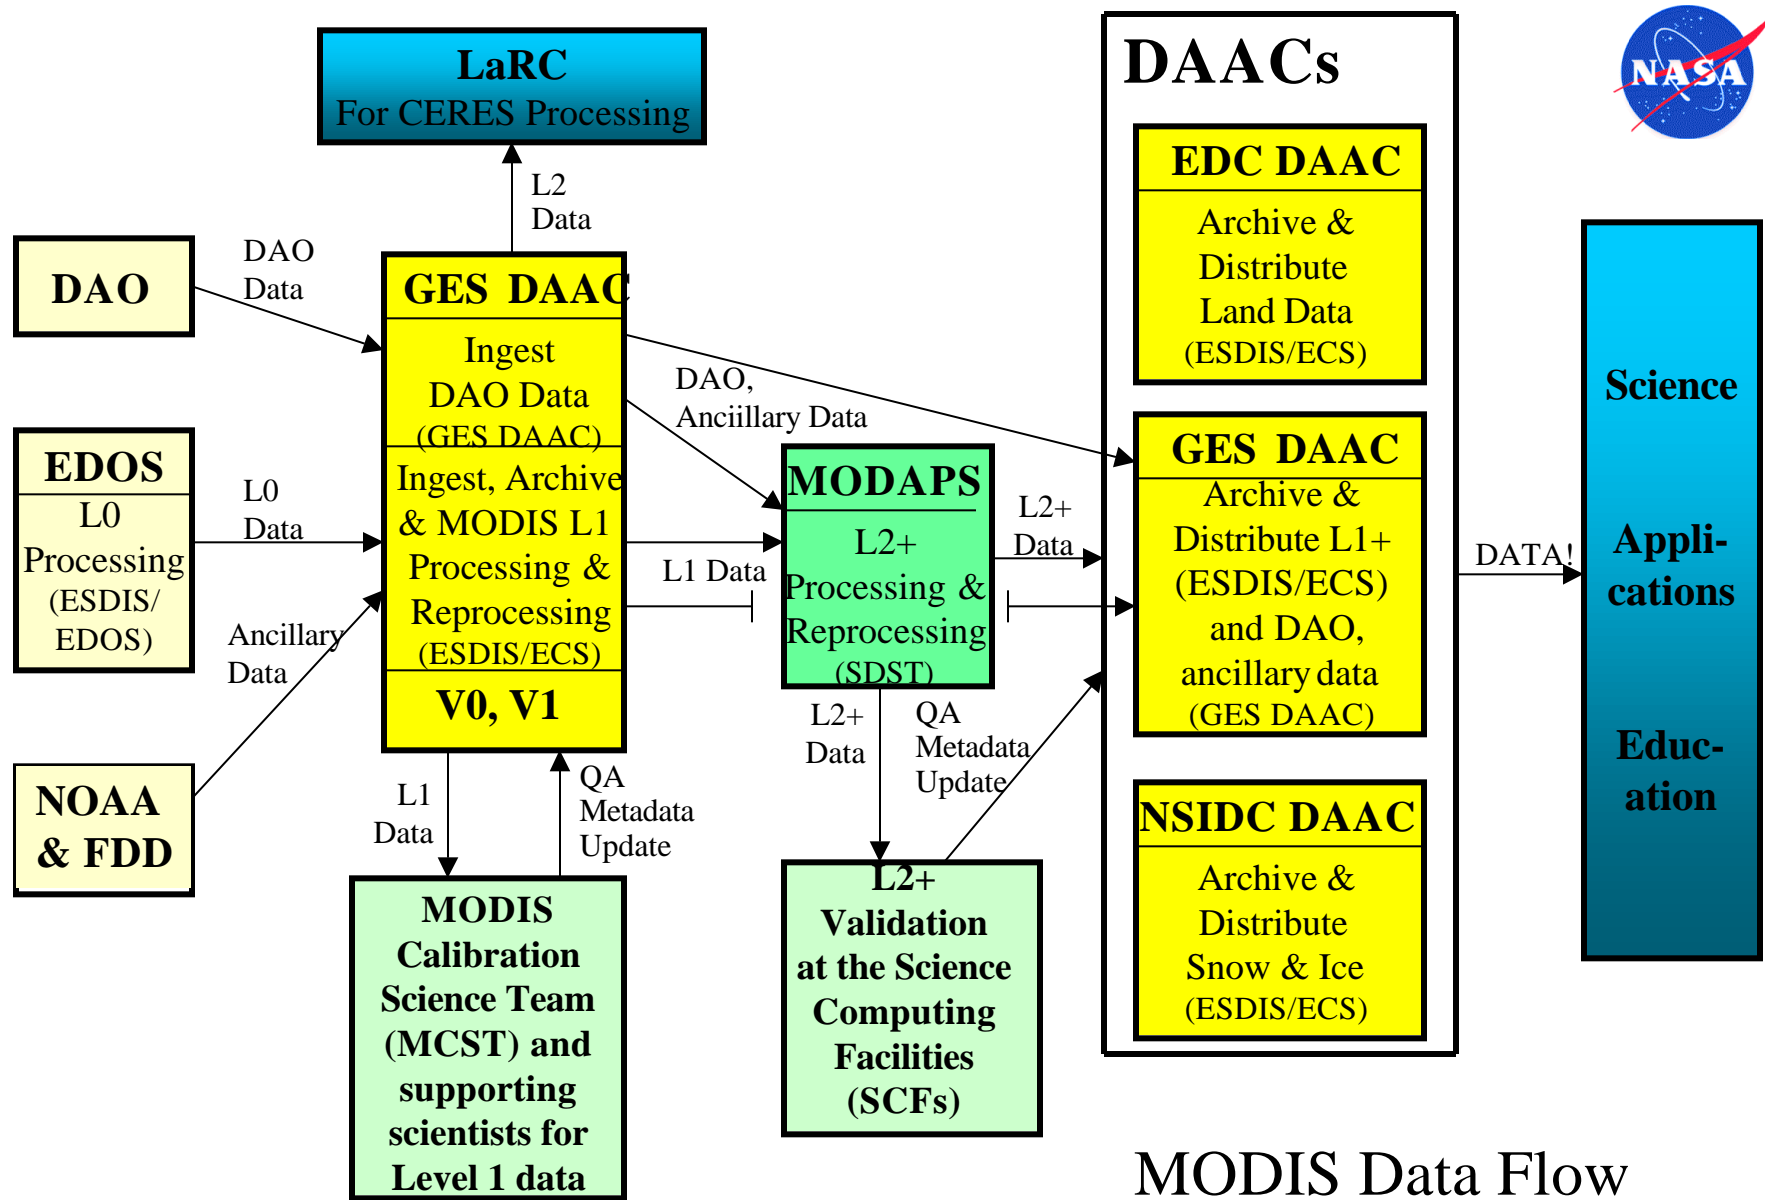 LaRC
For CERES Processing
DAACs
NASA
L2
Data
DAO
DAO
Data
GES DAAC
Ingest
DAO Data
(GES DAAC)
Ingest, Archive
& MODIS L1
Processing &
Reprocessing
(ESDIS/ECS)
V0, V1
EDOS
L0
Processing
(ESDIS/
EDOS)
L0
Data
NOAA
& FDD
Ancillary
Data
L1
Data
QA
Metadata
Update
MODIS
Calibration
Science Team
(MCST) and
supporting
scientists for
Level 1 data
DAO,
Anciillary Data
L1 Data
MODAPS
L2+
Processing &
Reprocessing
(SDST)
L2+
Data
L2+
Data
QA
Metadata
Update
L2+
Validation
at the Science
Computing
Facilities
(SCFs)
EDC DAAC
Archive &
Distribute
Land Data
(ESDIS/ECS)
GES DAAC
Archive &
Distribute L1+
(ESDIS/ECS)
and DAO,
ancillary data
(GES DAAC)
NSIDC DAAC
Archive &
Distribute
Snow & Ice
(ESDIS/ECS)
DATA!
Science
Appli-
cations
Educ-
ation
MODIS Data Flow